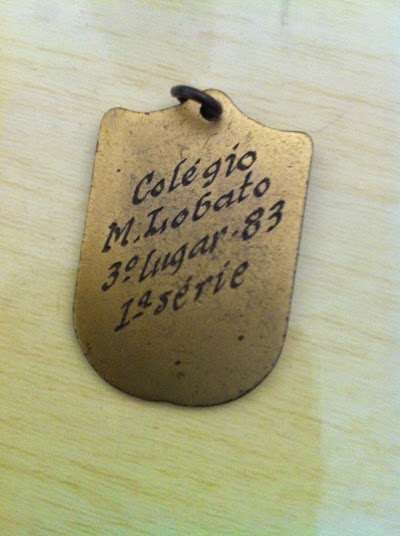 Colégio
M. Lobato
3º lugar-83
1ª série